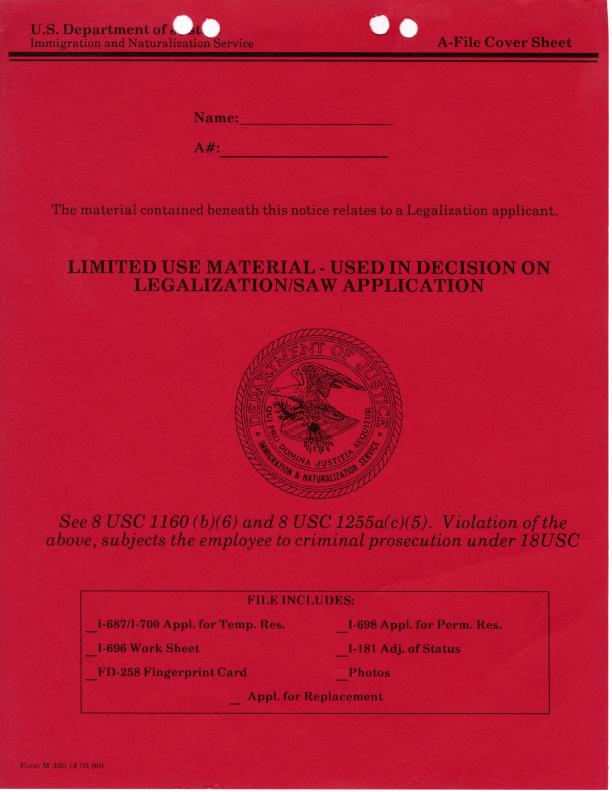 U.S. Department of
Immigration and Naturalization Service
A-File Cover Sheet
Name:
A#:
The material contained beneath this notice relates to a Legalization applicant.
LIMITED USE MATERIAL - USED IN DECISION ON
LEGALIZATION/SAW APPLICATION
DEPARTMENT OF JUSTICE
QUI PRO DOMINA JUSTITIA SEQUITUR
IMMIGRATION & NATURALIZATION SERVICE
See 8 USC 1160 (b)(6) and 8 USC 1255a(c)(5). Violation of the
above, subjects the employee to criminal prosecution under 18USC
FILE INCLUDES:
__I-687/I-700 Appl. for Temp. Res. __I-698 Appl. for Perm. Res.
__I-696 Work Sheet __I-181 Adj. of Status
__FD-258 Fingerprint Card __Photos
__ Appl. for Replacement
Form M 330 (4 05 90)